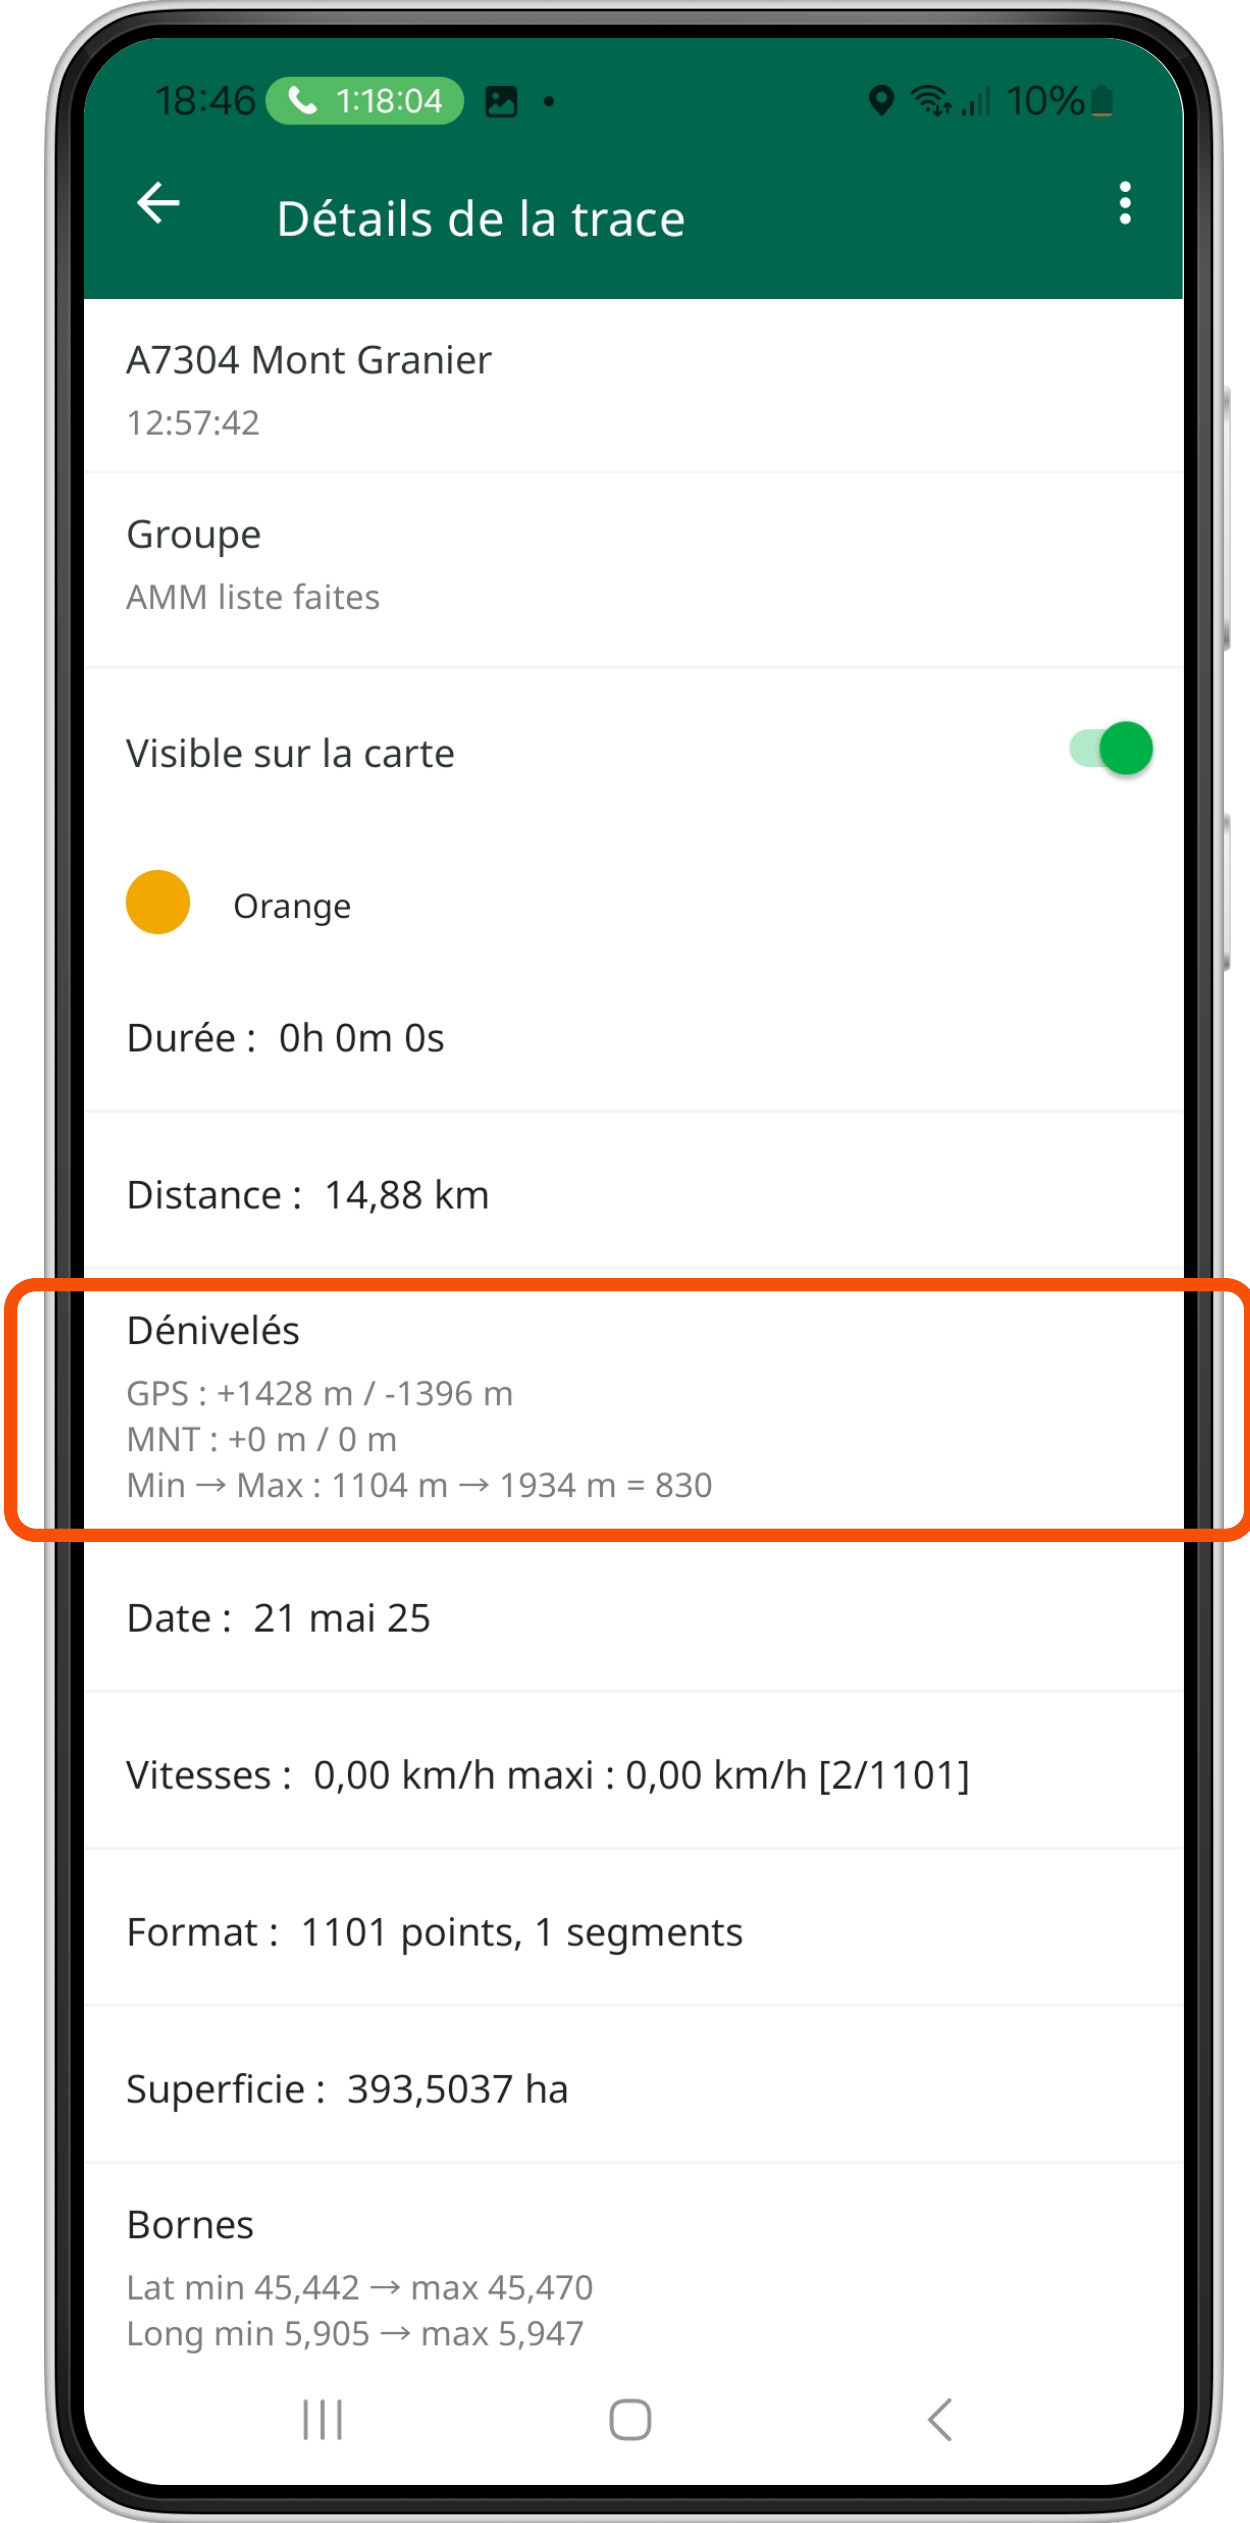 18:46 1:18:04 10%
Détails de la trace
A7304 Mont Granier
12:57:42
Groupe
AMM liste faites
Visible sur la carte
Orange
Durée : 0h 0m 0s
Distance : 14,88 km
Dénivelés
GPS : +1428 m / -1396 m
MNT : +0 m / 0 m
Min → Max : 1104 m → 1934 m = 830
Date : 21 mai 25
Vitesses : 0,00 km/h maxi : 0,00 km/h [2/1101]
Format : 1101 points, 1 segments
Superficie : 393,5037 ha
Bornes
Lat min 45,442 → max 45,470
Long min 5,905 → max 5,947